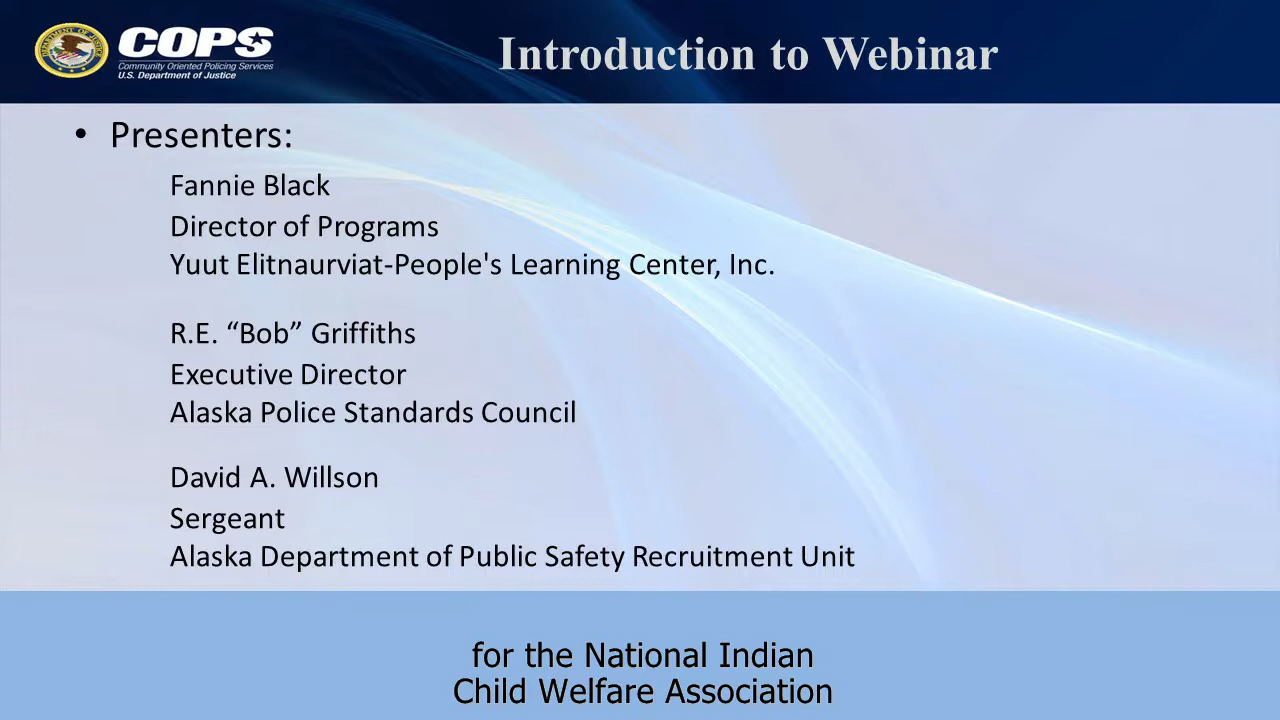 COPS
Community Oriented Policing Services
U.S. Department of Justice
Introduction to Webinar
• Presenters:
Fannie Black
Director of Programs
Yuut Elitnaurviat-People's Learning Center, Inc.
R.E. “Bob” Griffiths
Executive Director
Alaska Police Standards Council
David A. Willson
Sergeant
Alaska Department of Public Safety Recruitment Unit
for the National Indian
Child Welfare Association